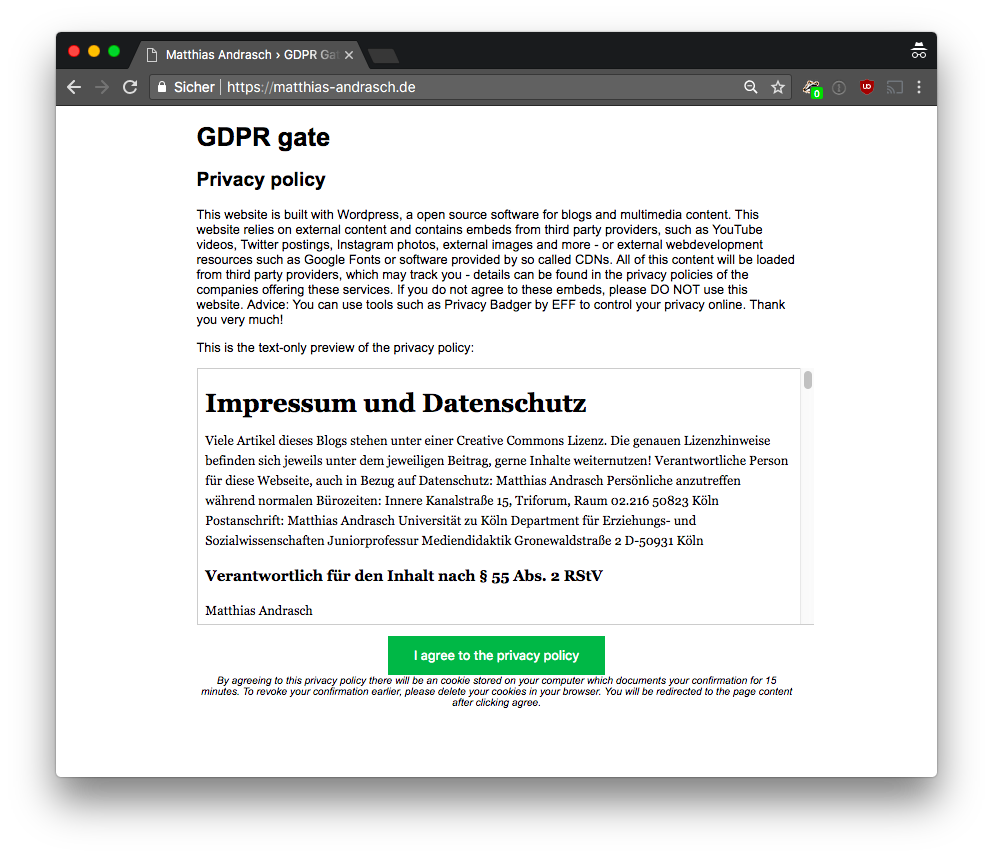 Matthias Andrasch › GDPR Ga
Sicher | https://matthias-andrasch.de
0
UD
GDPR gate
Privacy policy
This website is built with Wordpress, a open source software for blogs and multimedia content. This
website relies on external content and contains embeds from third party providers, such as YouTube
videos, Twitter postings, Instagram photos, external images and more - or external webdevelopment
resources such as Google Fonts or software provided by so called CDNs. All of this content will be loaded
from third party providers, which may track you - details can be found in the privacy policies of the
companies offering these services. If you do not agree to these embeds, please DO NOT use this
website. Advice: You can use tools such as Privacy Badger by EFF to control your privacy online. Thank
you very much!
This is the text-only preview of the privacy policy:
Impressum und Datenschutz
Viele Artikel dieses Blogs stehen unter einer Creative Commons Lizenz. Die genauen Lizenzhinweise
befinden sich jeweils unter dem jeweiligen Beitrag, gerne Inhalte weiternutzen! Verantwortliche Person
für diese Webseite, auch in Bezug auf Datenschutz: Matthias Andrasch Persönliche anzutreffen
während normalen Bürozeiten: Innere Kanalstraße 15, Triforum, Raum 02.216 50823 Köln
Postanschrift: Matthias Andrasch Universität zu Köln Department für Erziehungs- und
Sozialwissenschaften Juniorprofessur Mediendidaktik Gronewaldstraße 2 D-50931 Köln
Verantwortlich für den Inhalt nach § 55 Abs. 2 RStV
Matthias Andrasch
I agree to the privacy policy
By agreeing to this privacy policy there will be an cookie stored on your computer which documents your confirmation for 15
minutes. To revoke your confirmation earlier, please delete your cookies in your browser. You will be redirected to the page content
after clicking agree.